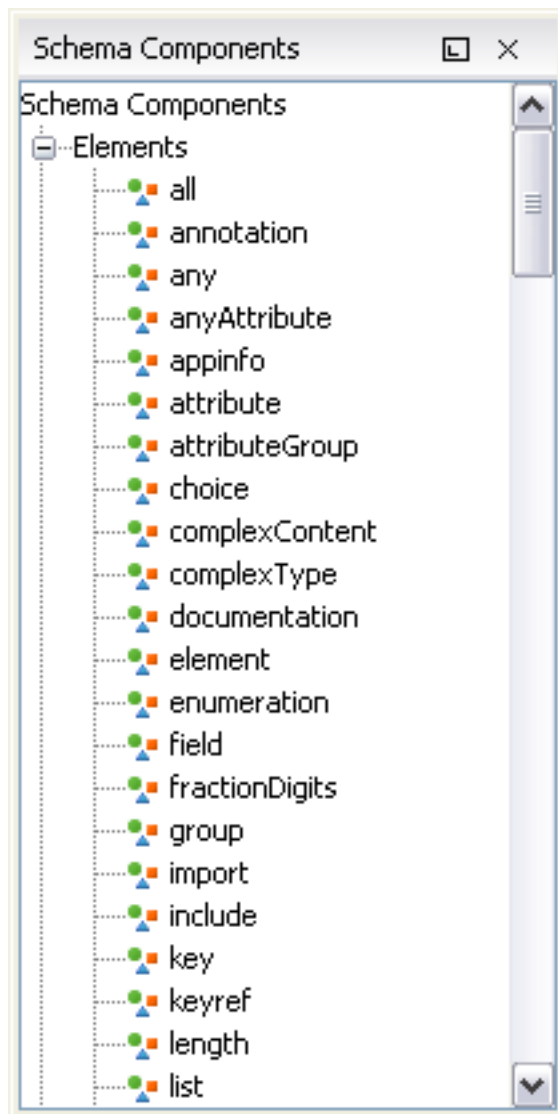 Schema Components
Schema Components
Elements
all
annotation
any
anyAttribute
appinfo
attribute
attributeGroup
choice
complexContent
complexType
documentation
element
enumeration
field
fractionDigits
group
import
include
key
keyref
length
list